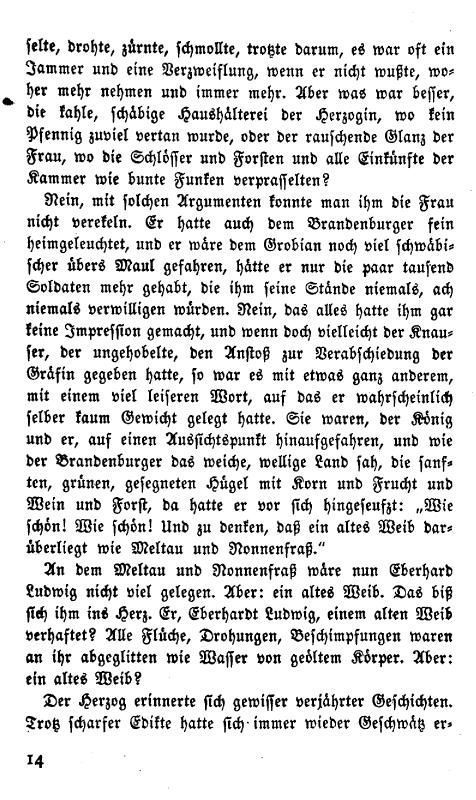 selte, drohte, zürnte, schmollte, trotzte darum, es war oft ein
Jammer und eine Verzweiflung, wenn er nicht wußte, wo-
her mehr nehmen und immer mehr. Aber was war besser,
die kahle, schäbige Haushälterei der Herzogin, wo kein
Pfennig zuviel vertan wurde, oder der rauschende Glanz der
Frau, wo die Schlösser und Forsten und alle Einkünfte der
Kammer wie bunte Funken verprasselten?
Nein, mit solchen Argumenten konnte man ihm die Frau
nicht verekeln. Er hatte auch dem Brandenburger fein
heimgeleuchtet, und er wäre dem Grobian noch viel schwäbi-
scher übers Maul gefahren, hätte er nur die paar tausend
Soldaten mehr gehabt, die ihm seine Stände niemals, ach
niemals verwilligen würden. Nein, das alles hatte ihm gar
keine Impression gemacht, und wenn doch vielleicht der Knau-
ser, der ungehobelte, den Anstoß zur Verabschiedung der
Gräfin gegeben hatte, so war es mit etwas ganz anderem,
mit einem viel leiseren Wort, auf das er wahrscheinlich
selber kaum Gewicht gelegt hatte. Sie waren, der König
und er, auf einen Aussichtspunkt hinaufgefahren, und wie
der Brandenburger das weiche, wellige Land sah, die sanf-
ten, grünen, gesegneten Hügel mit Korn und Frucht und
Wein und Forst, da hatte er vor sich hingeseufzt: „Wie
schön! Wie schön! Und zu denken, daß ein altes Weib dar-
überliegt wie Meltau und Nonnenfraß.“
An dem Meltau und Nonnenfraß wäre nun Eberhard
Ludwig nicht viel gelegen. Aber: ein altes Weib. Das biß
sich ihm ins Herz. Er, Eberhardt Ludwig, einem alten Weib
verhaftet? Alle Flüche, Drohungen, Beschimpfungen waren
an ihr abgeglitten wie Wasser von geöltem Körper. Aber:
ein altes Weib?
Der Herzog erinnerte sich gewisser verjährter Geschichten.
Trotz scharfer Edikte hatte sich immer wieder Geschwätz er-
14